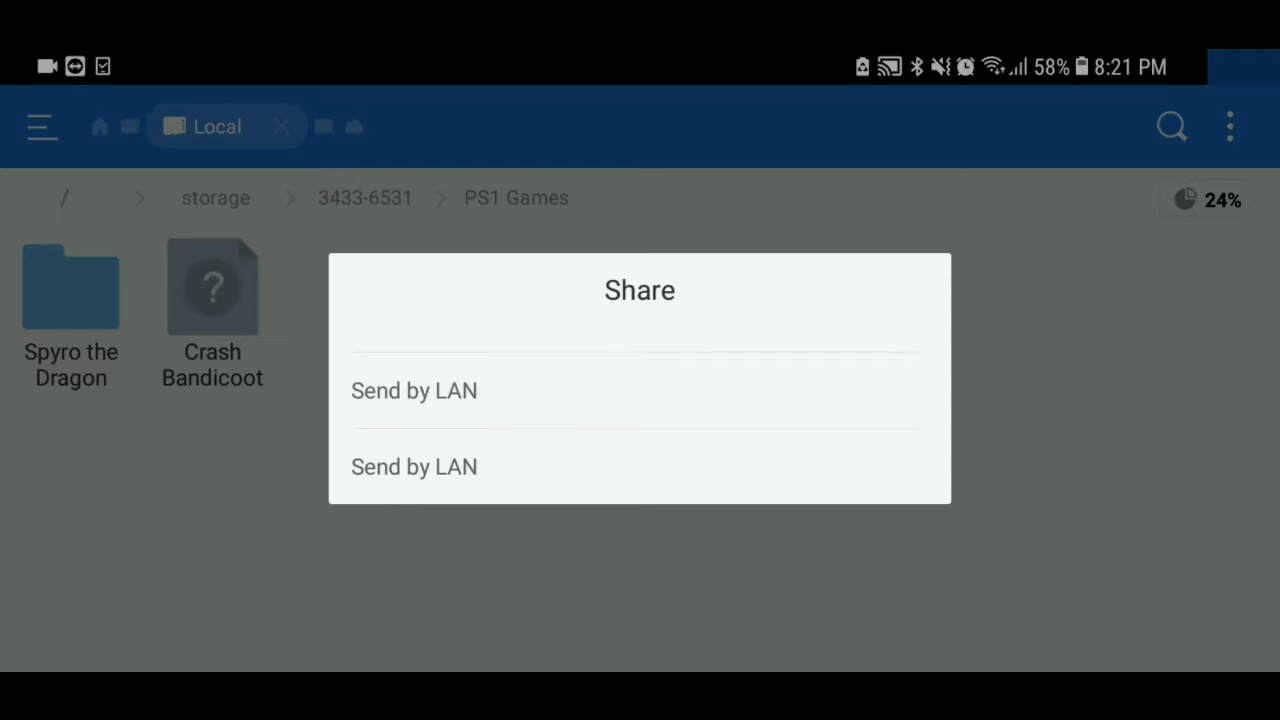 58% 8:21 PM
Local
/ storage 3433-6531 PS1 Games
24%
?
Spyro the
Dragon
Crash
Bandicoot
Share
Send by LAN
Send by LAN